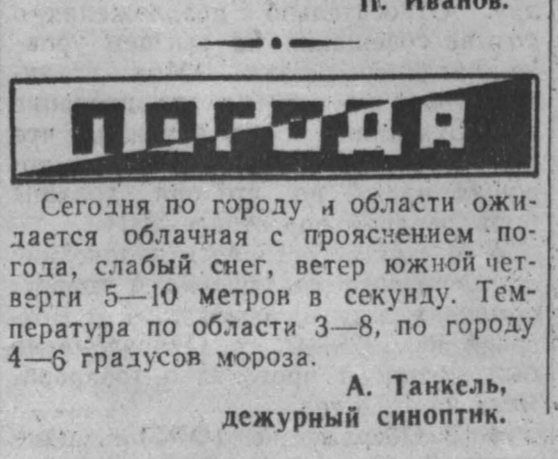 П. Иванов.
ПОГОДА
Сегодня по городу и области ожи-
дается облачная с прояснением по-
года, слабый снег, ветер южной чет-
верти 5—10 метров в секунду. Тем-
пература по области 3—8, по городу
4—6 градусов мороза.
А. Танкель,
дежурный синоптик.